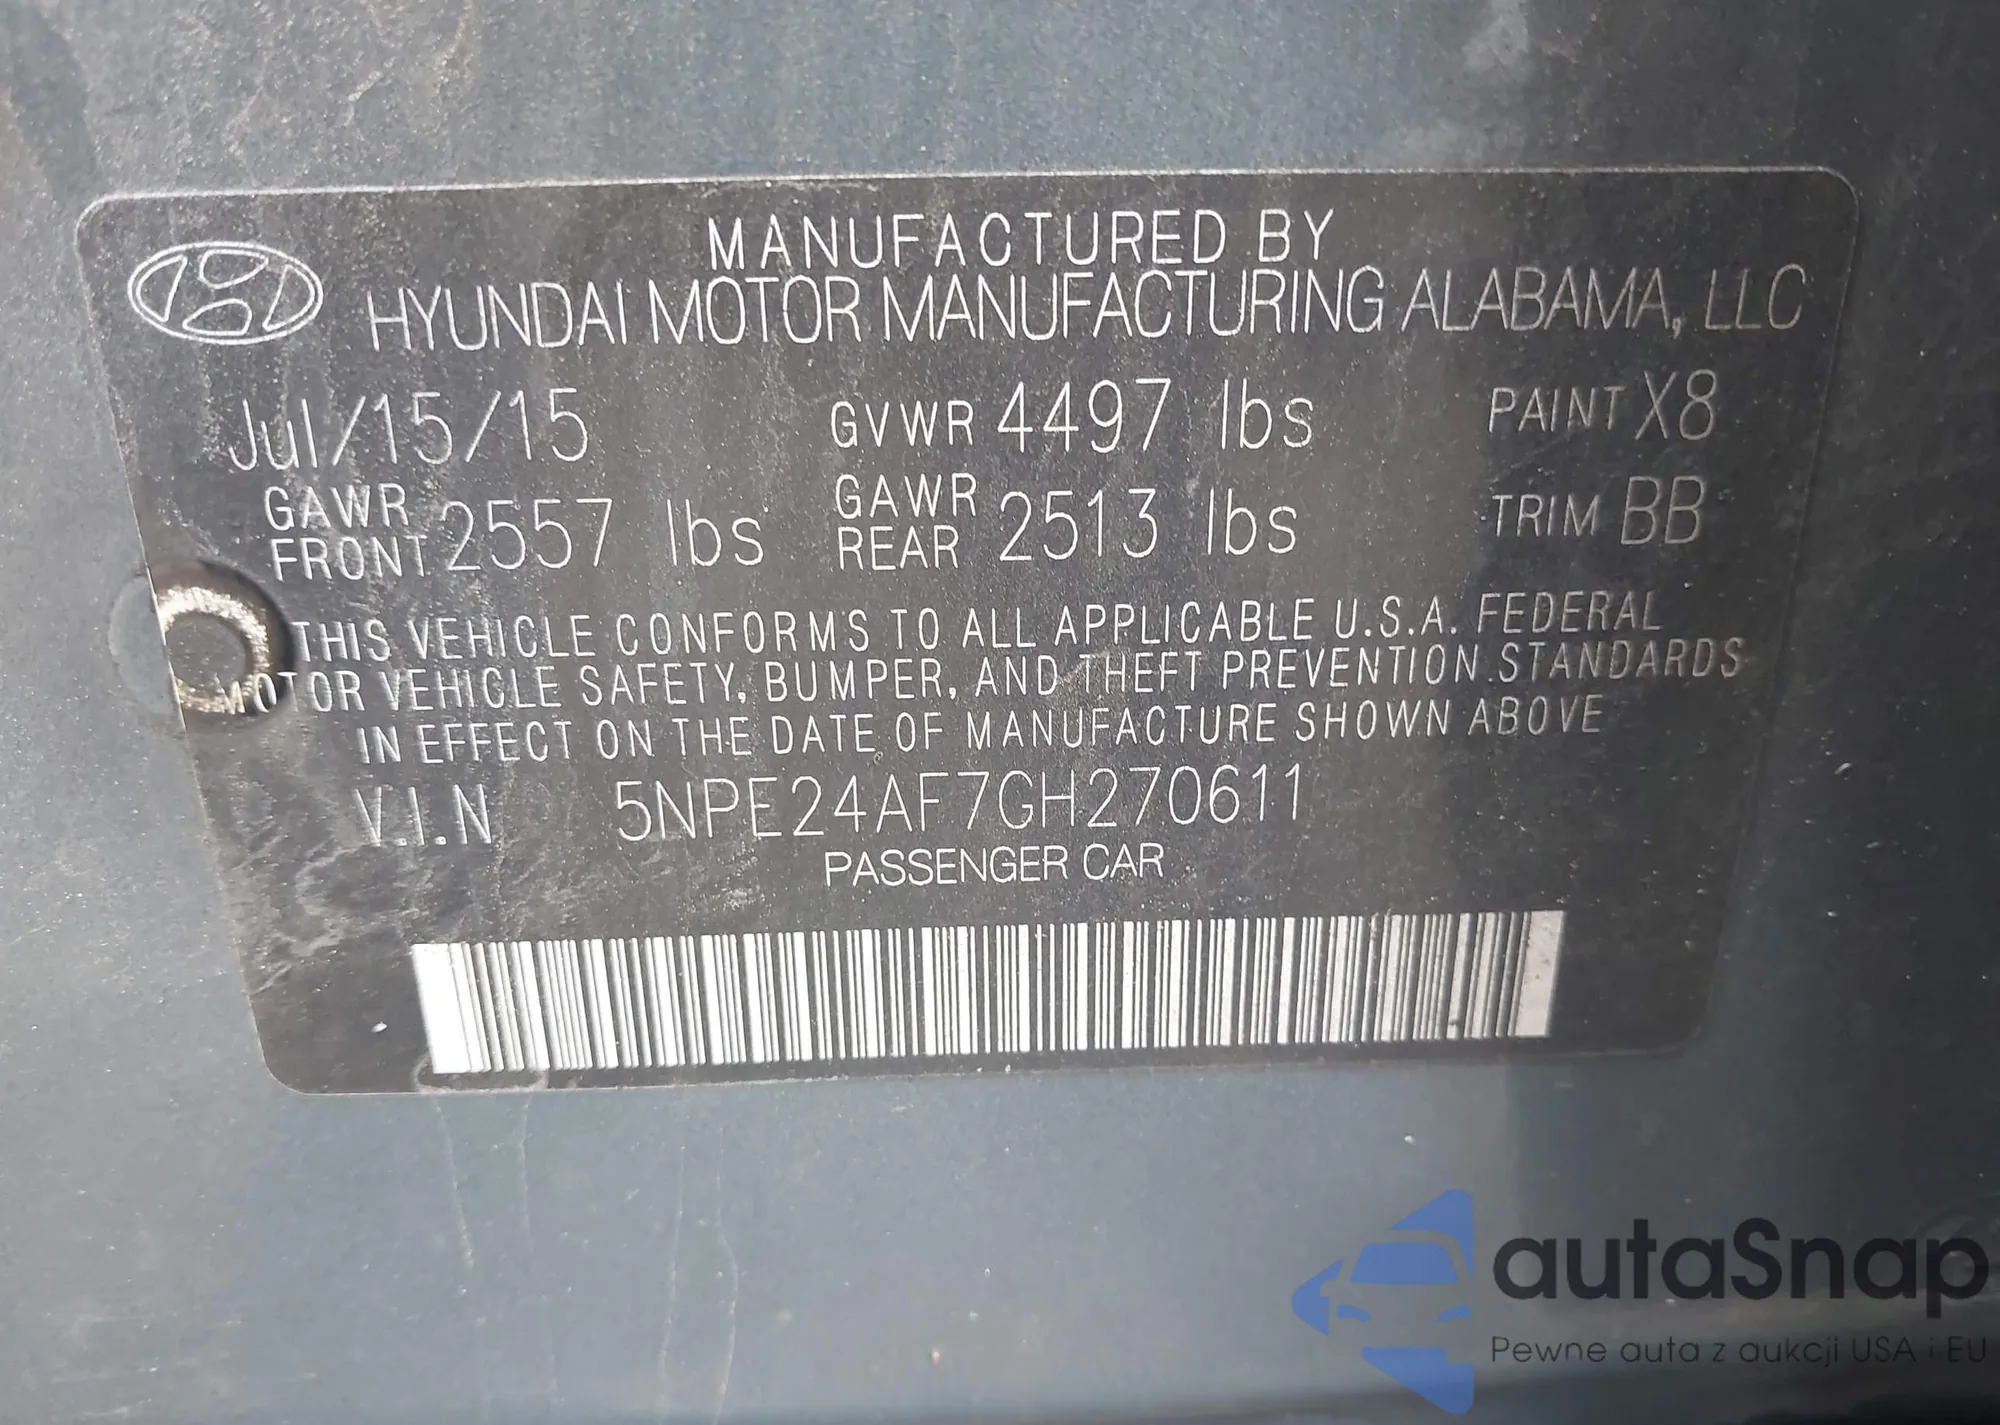 MANUFACTURED BY
HYUNDAI MOTOR MANUFACTURING ALABAMA, LLC
Jul/15/15 GVWR 4497 lbs PAINT X8
GAWR FRONT 2557 lbs GAWR REAR 2513 lbs TRIM BB
THIS VEHICLE CONFORMS TO ALL APPLICABLE U.S.A. FEDERAL
MOTOR VEHICLE SAFETY, BUMPER, AND THEFT PREVENTION STANDARDS
IN EFFECT ON THE DATE OF MANUFACTURE SHOWN ABOVE
V.I.N 5NPE24AF7GH270611
PASSENGER CAR
autaSnap
Pewne auta z aukcji USA i EU